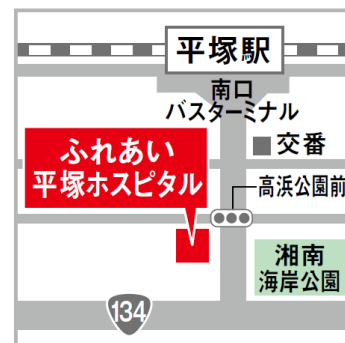 平塚駅
南口
バスターミナル
交番
ふれあい
平塚ホスピタル
高浜公園前
湘南
海岸公園
134